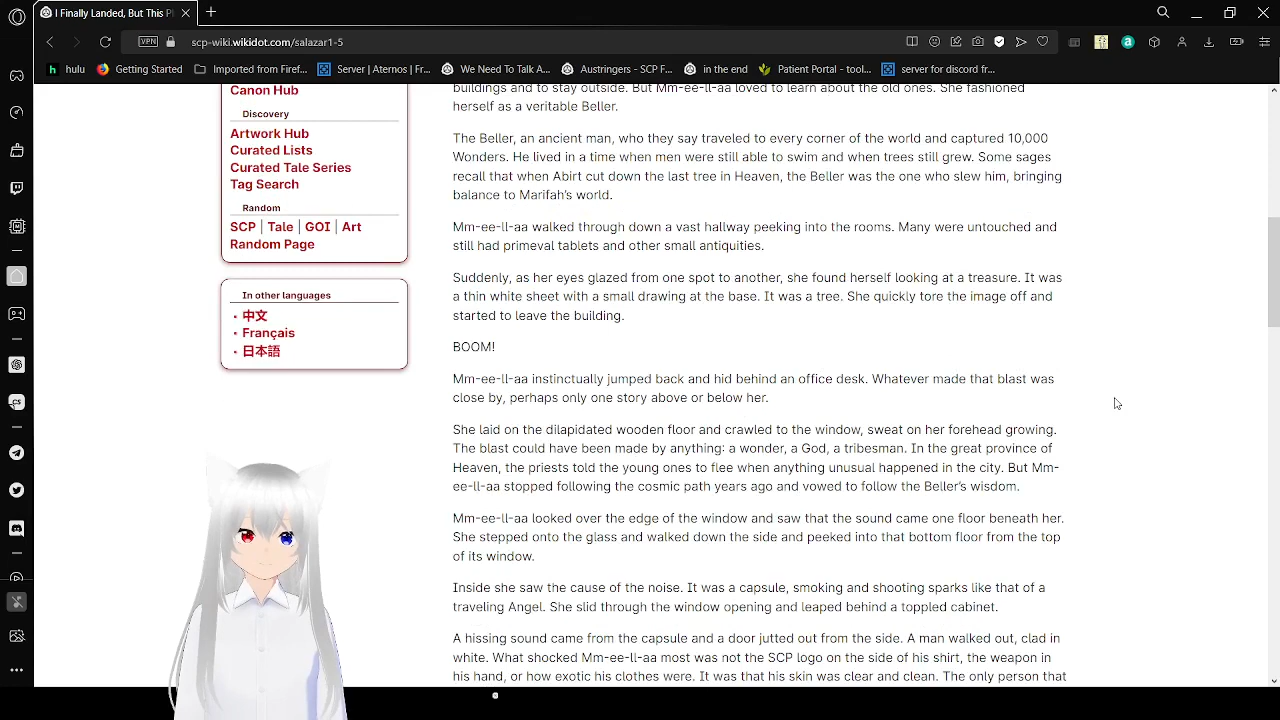 I Finally Landed, But This Pl
scp-wiki.wikidot.com/salazar1-5
VPN
hulu
Getting Started
Imported from Firef...
Server | Aternos | Fr...
We Need To Talk A...
Austringers - SCP F...
in the end
Patient Portal - tool...
server for discord fr...
Canon Hub
Discovery
Artwork Hub
Curated Lists
Curated Tale Series
Tag Search
Random
SCP | Tale | GOI | Art
Random Page
In other languages
中文
Français
日本語
buildings and to stay outside. But Mm-ee-ll-aa loved to learn about the old ones. She fashioned
herself as a veritable Beller.
The Beller, an ancient man, who they say traveled to every corner of the world and captured 10,000
Wonders. He lived in a time when men were still able to swim and when trees still grew. Some sages
recall that when Abirt cut down the last tree in Heaven, the Beller was the one who slew him, bringing
balance to Marifah's world.
Mm-ee-ll-aa walked through down a vast hallway peeking into the rooms. Many were untouched and
still had primeval tablets and other small antiquities.
Suddenly, as her eyes glazed from one spot to another, she found herself looking at a treasure. It was
a thin white sheet with a small drawing at the base. It was a tree. She quickly tore the image off and
started to leave the building.
BOOM!
Mm-ee-ll-aa instinctually jumped back and hid behind an office desk. Whatever made that blast was
close by, perhaps only one story above or below her.
She laid on the dilapidated wooden floor and crawled to the window, sweat on her forehead growing.
The blast could have been made by anything: a wonder, a God, a tribesman. In the great province of
Heaven, the priests told the young ones to flee when anything unusual happened in the city. But Mm-
ee-ll-aa stopped following the cosmic path years ago and vowed to follow the Beller's wisdom.
Mm-ee-ll-aa looked over the edge of the window and saw that the sound came one floor beneath her.
She stepped onto the glass and walked down the side and peeked into that bottom floor from the top
of its window.
Inside she saw the cause of the noise. It was a capsule, smoking and shooting sparks like that of a
traveling Angel. She slid through the window opening and leaped behind a toppled cabinet.
A hissing sound came from the capsule and a door jutted out from the side. A man walked out, clad in
white. What shocked Mm-ee-ll-aa most was not the SCP logo on the side of his shirt, the weapon in
his hand, or how exotic his clothes were. It was that his skin was clear and clean. The only person that